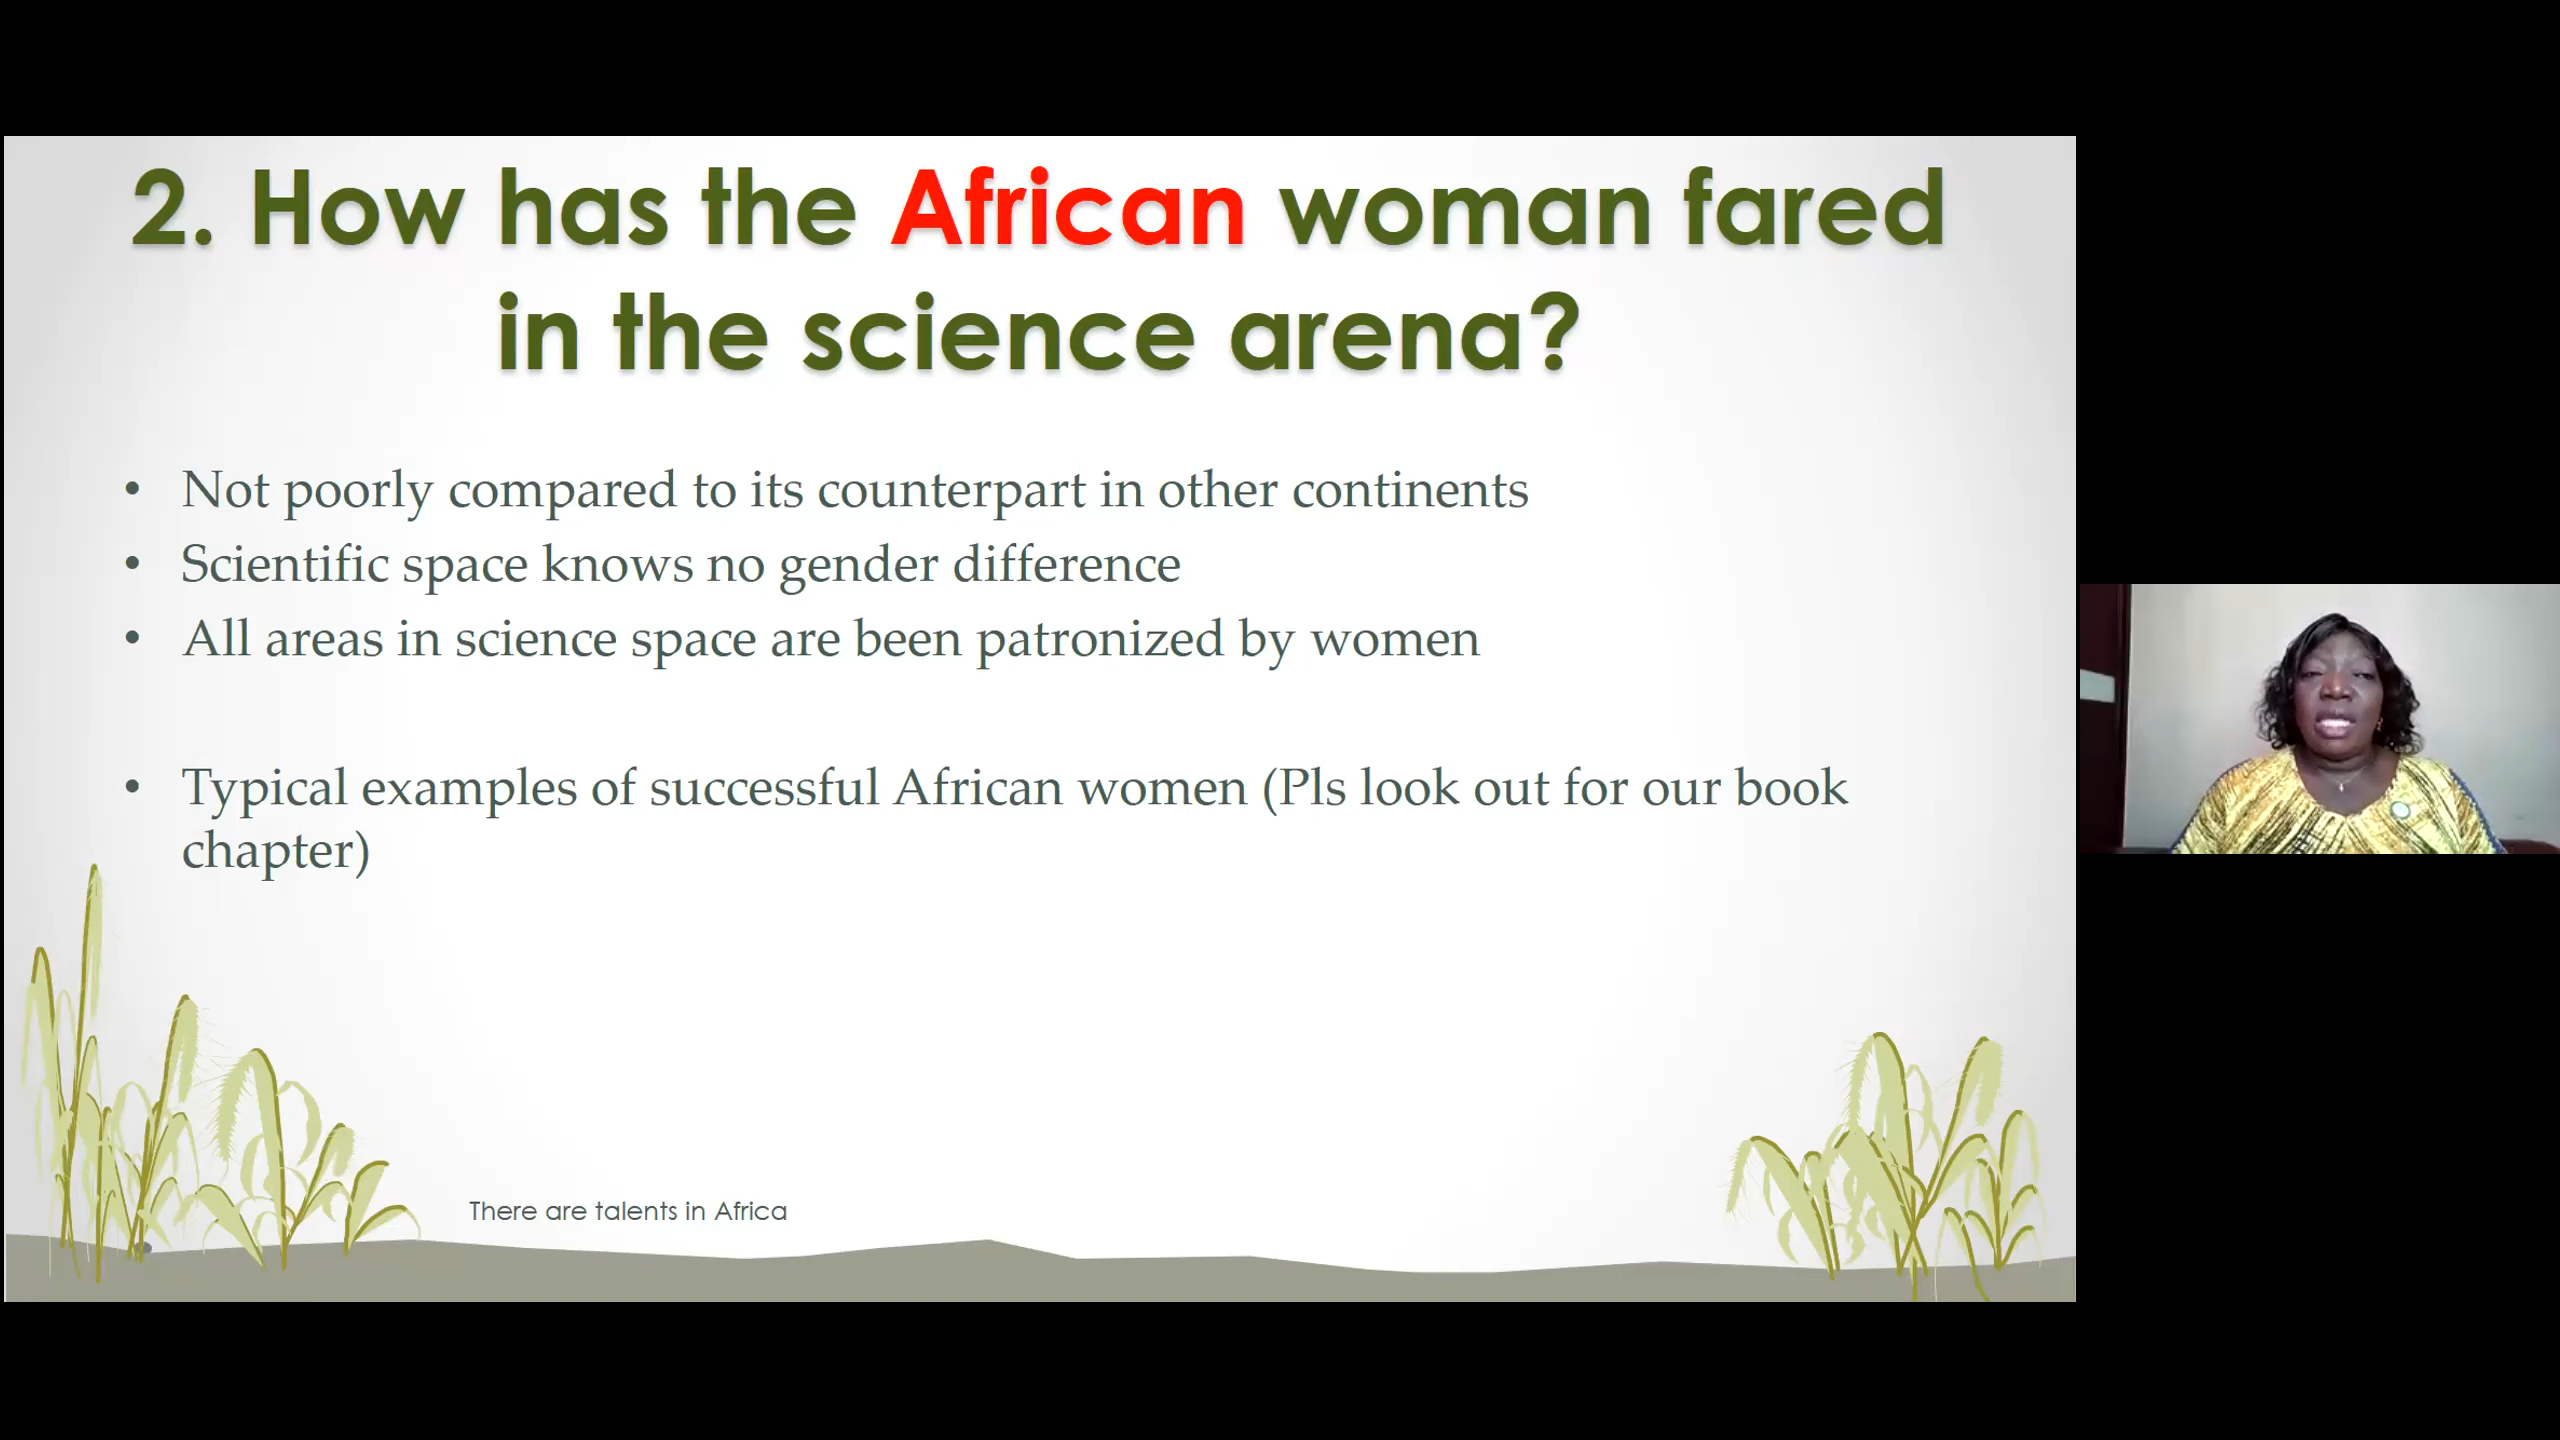 2. How has the African woman fared
in the science arena?
• Not poorly compared to its counterpart in other continents
• Scientific space knows no gender difference
• All areas in science space are been patronized by women
• Typical examples of successful African women (Pls look out for our book
chapter)
There are talents in Africa